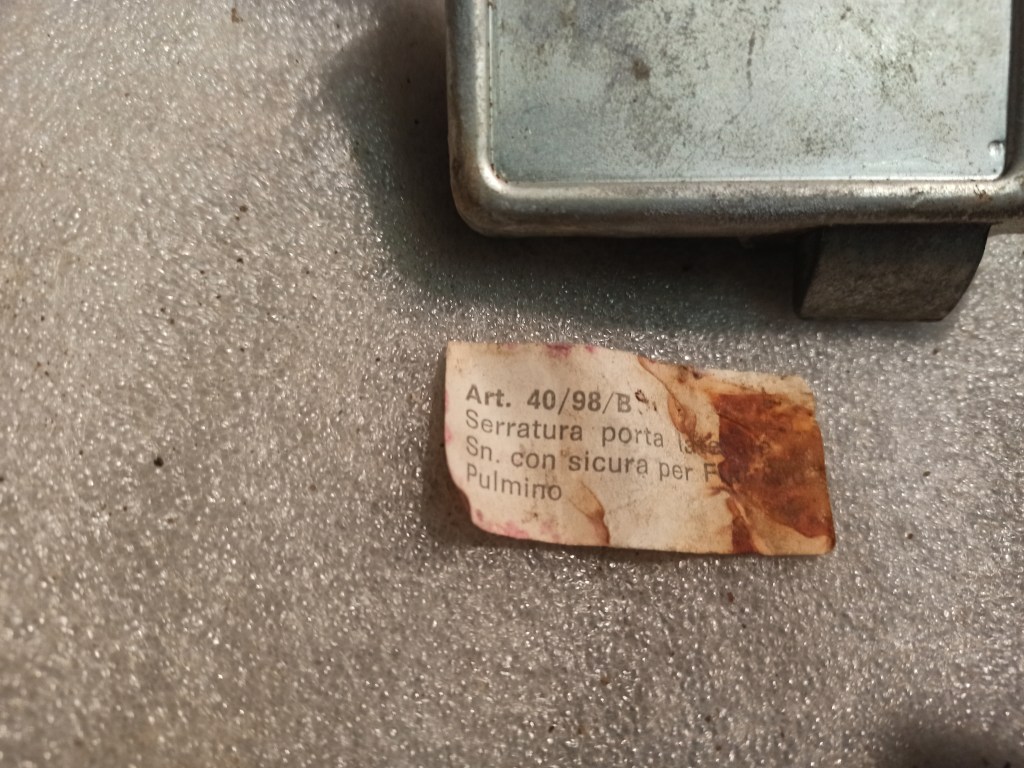 Art. 40/98/B
Serratura porta
Sn. con sicura per
Pulmino